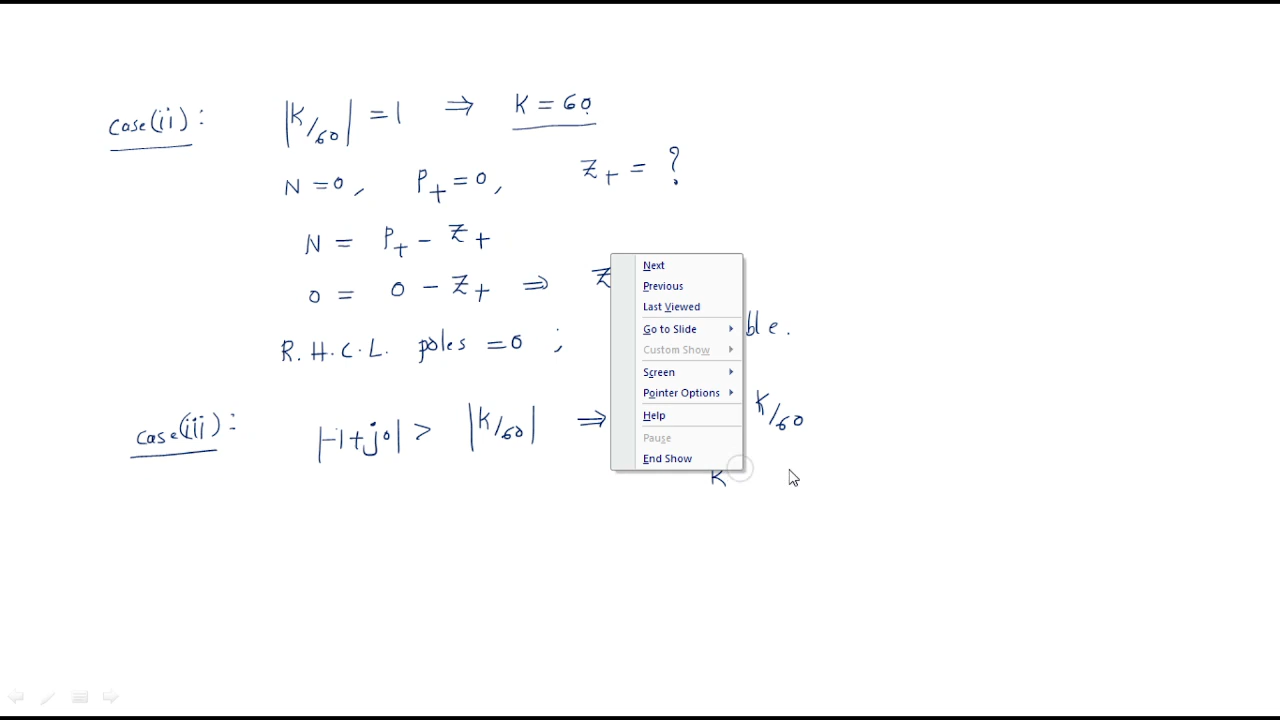 case(ii): |K/60| = 1 ⇒ K = 60
N = 0, P+ = 0, Z+ = ?
N = P+ - Z+
0 = 0 - Z+ ⇒ Z
R.H.C.L. poles = 0 ; ble.
case(iii): |-1+j0| > |K/60| ⇒ K/60
K
Next
Previous
Last Viewed
Go to Slide
Custom Show
Screen
Pointer Options
Help
Pause
End Show